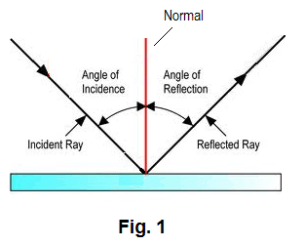 Normal
Angle of
Incidence
Angle of
Reflection
Incident Ray
Reflected Ray
Fig. 1